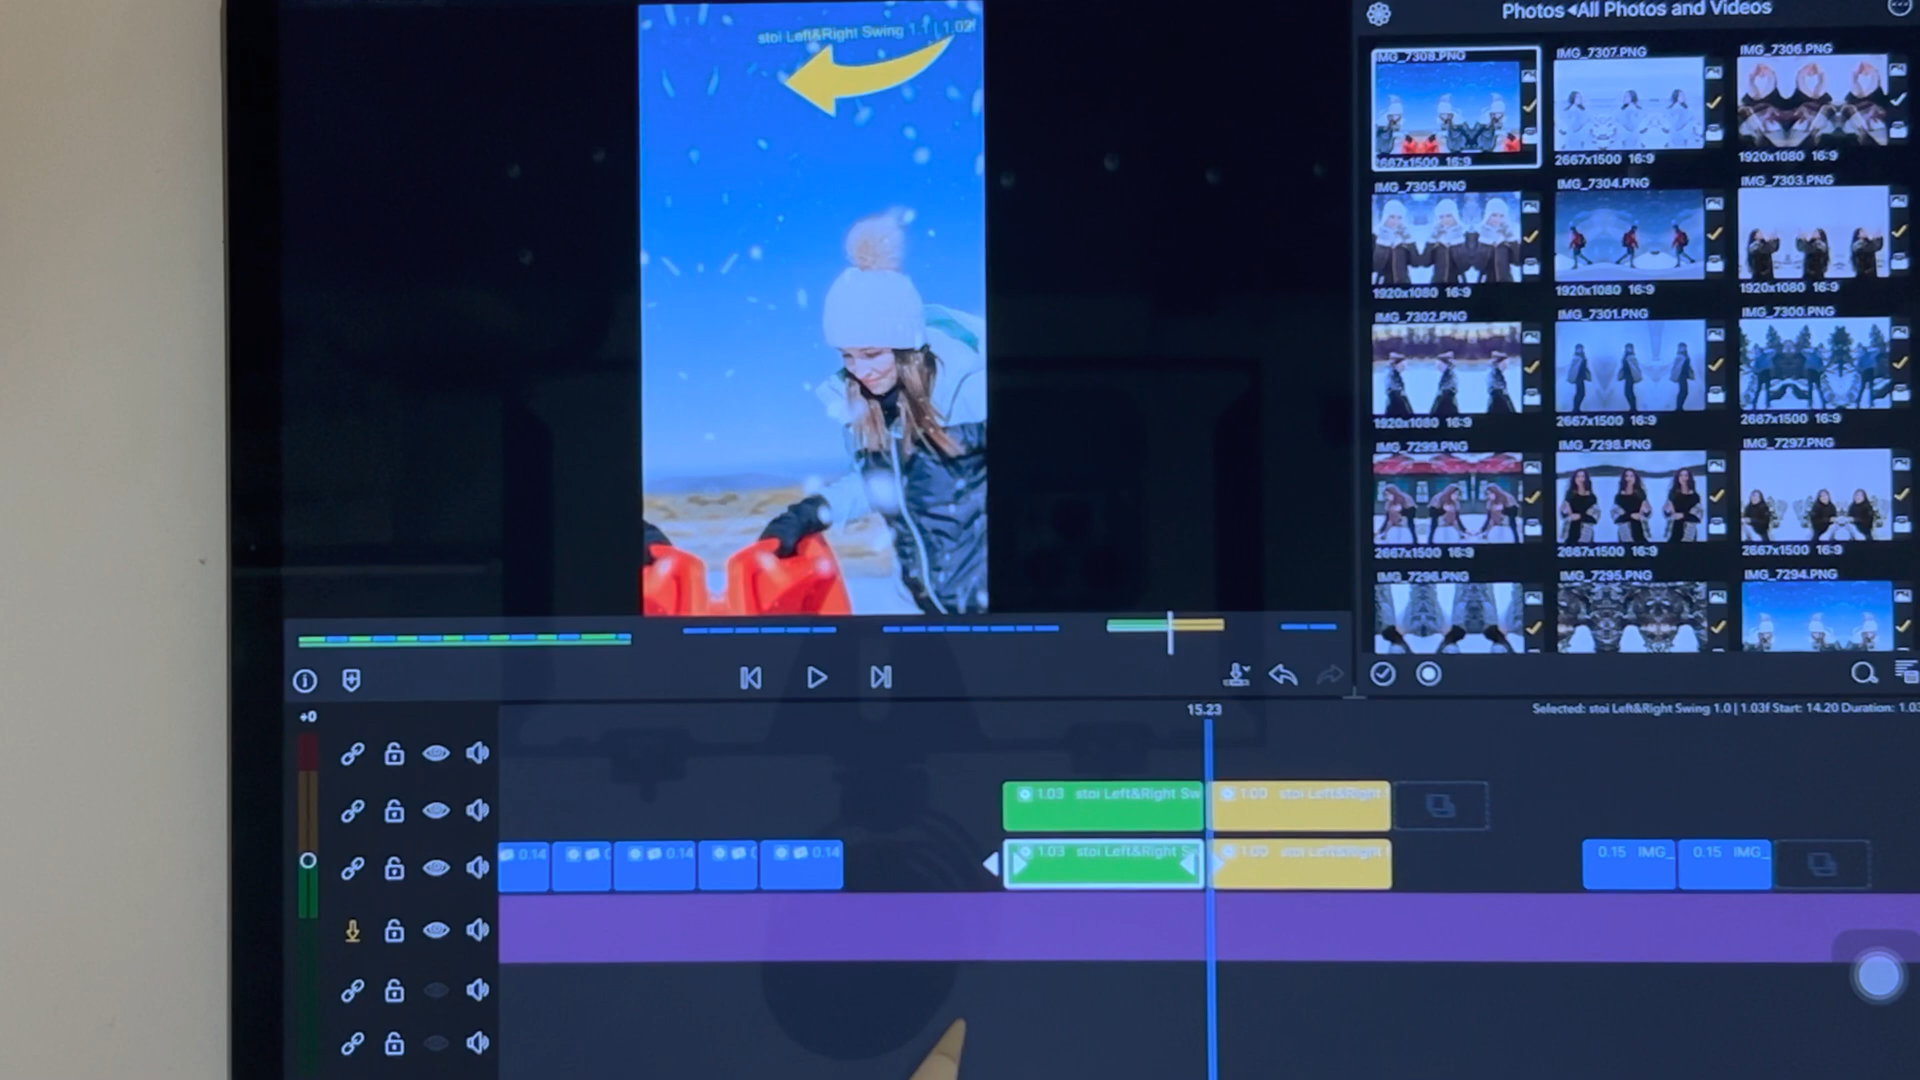 stoi Left&Right Swing 1.1 | 1.02f
Photos◂All Photos and Videos
IMG_7308.PNG
IMG_7307.PNG
IMG_7306.PNG
2667x1500 16:9
2667x1500 16:9
1920x1080 16:9
IMG_7305.PNG
IMG_7304.PNG
IMG_7303.PNG
1920x1080 16:9
1920x1080 16:9
1920x1080 16:9
IMG_7302.PNG
IMG_7301.PNG
IMG_7300.PNG
1920x1080 16:9
2667x1500 16:9
2667x1500 16:9
IMG_7299.PNG
IMG_7298.PNG
IMG_7297.PNG
2667x1500 16:9
2667x1500 16:9
2667x1500 16:9
IMG_7296.PNG
IMG_7295.PNG
IMG_7294.PNG
+0
15.23
Selected: stoi Left&Right Swing 1.0 | 1.03f Start: 14.20 Duration: 1.03
1.03 stoi Left&Right Sw
1.00 stoi Left&Right
0.14
0.14
0.14
1.03 stoi Left&Right S
1.00 stoi Left&Right
0.15 IMG_
0.15 IMG_